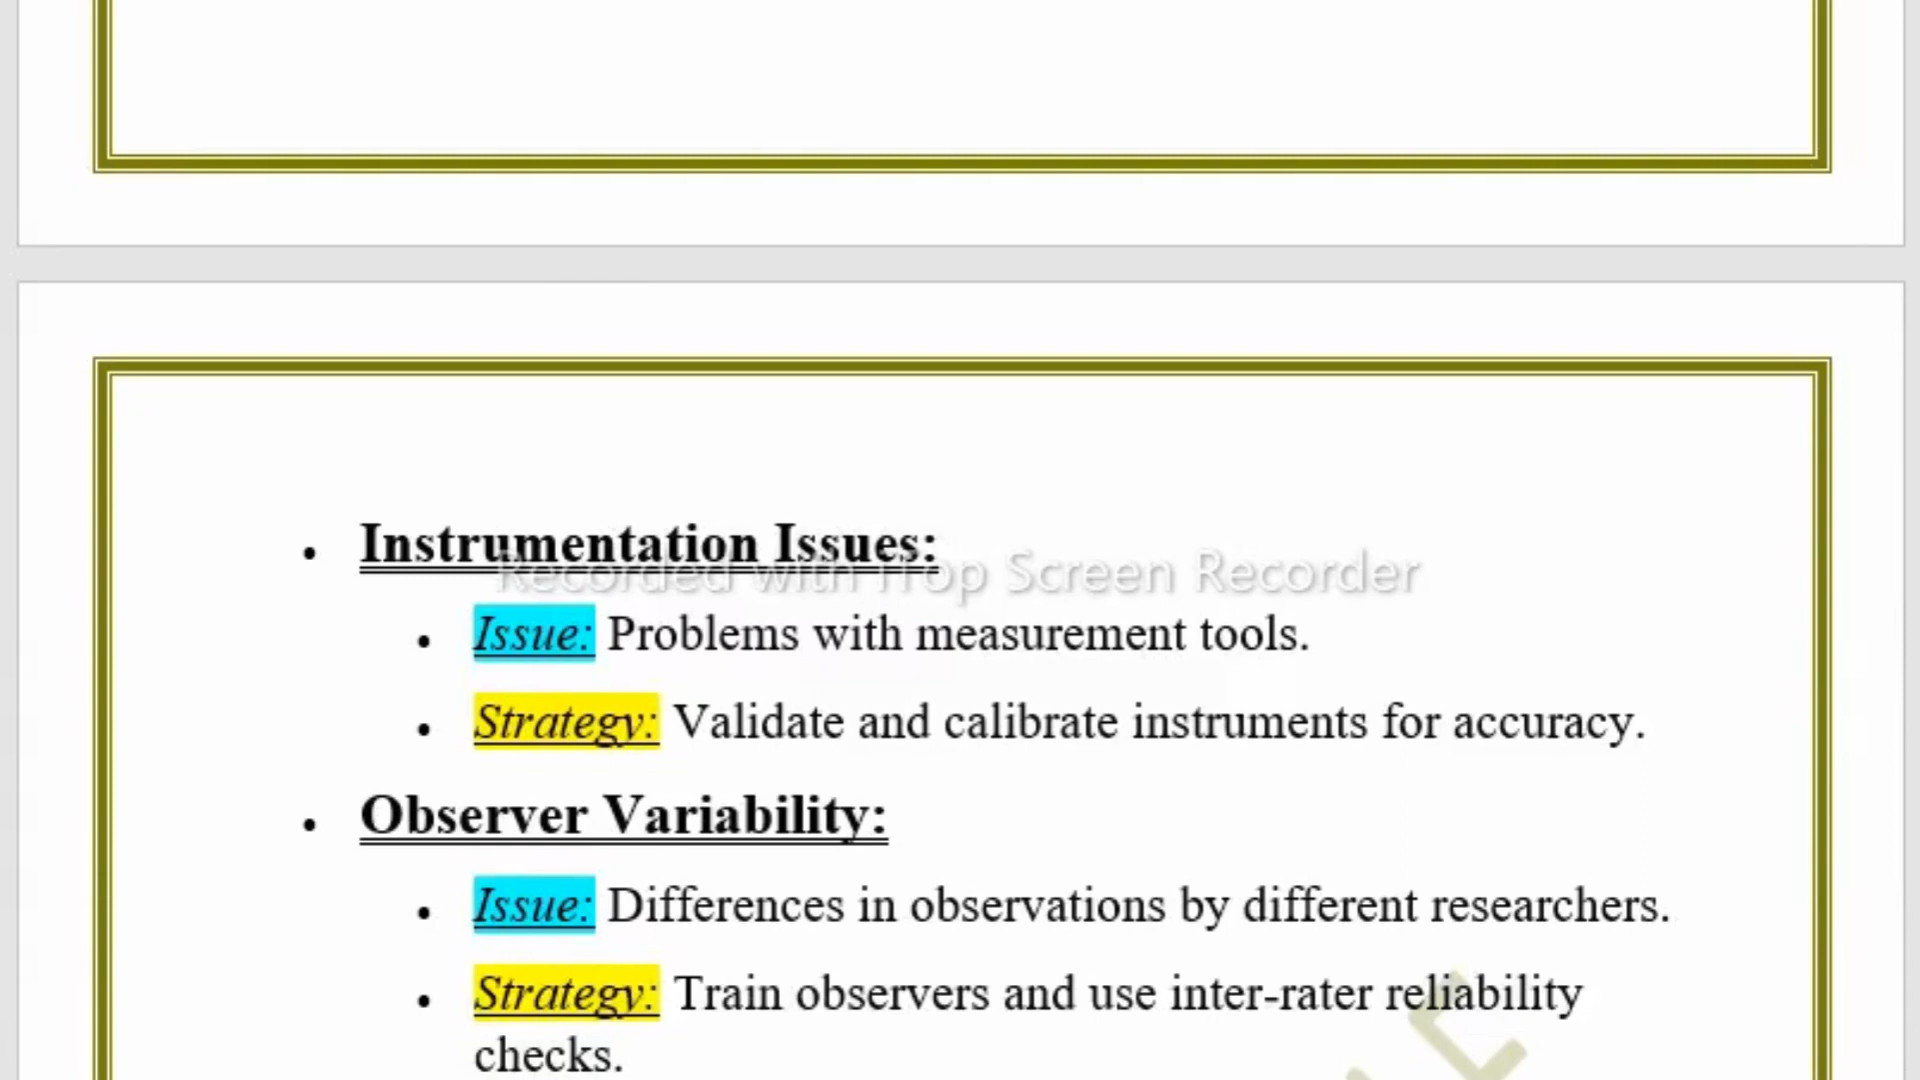 • Instrumentation Issues:
Recorded with iTop Screen Recorder
• Issue: Problems with measurement tools.
• Strategy: Validate and calibrate instruments for accuracy.
• Observer Variability:
• Issue: Differences in observations by different researchers.
• Strategy: Train observers and use inter-rater reliability
checks.